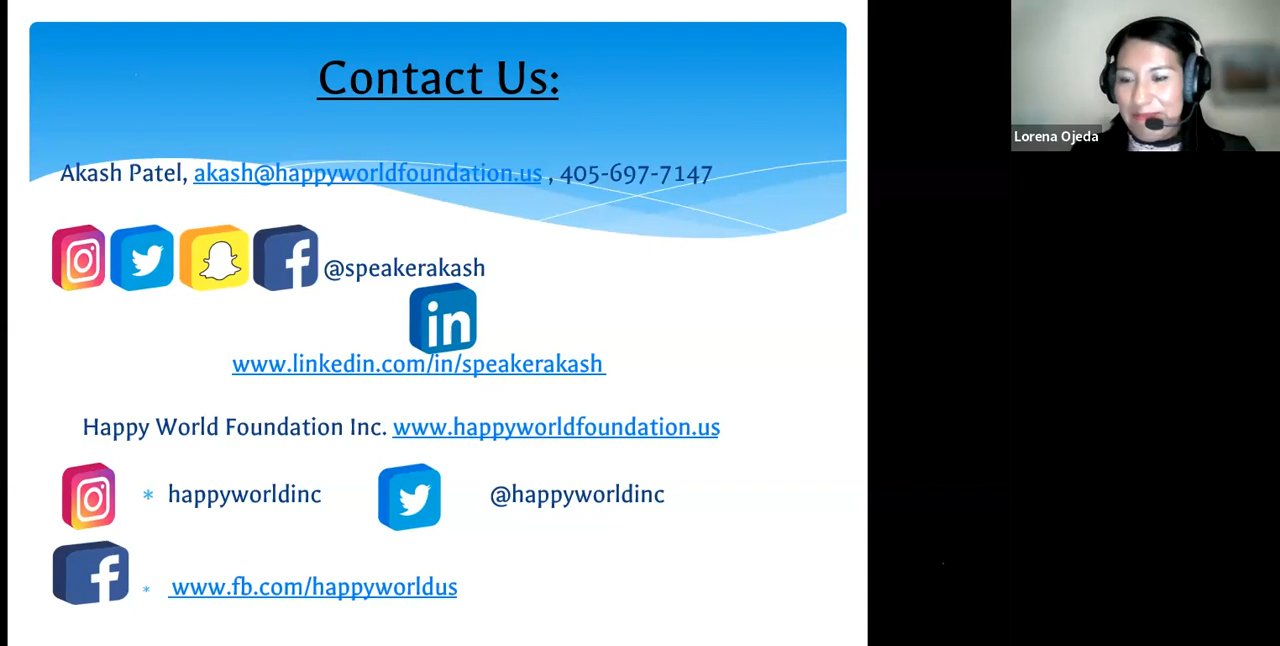 Contact Us:
Akash Patel, akash@happyworldfoundation.us , 405-697-7147
@speakerakash
in
www.linkedin.com/in/speakerakash
Happy World Foundation Inc. www.happyworldfoundation.us
* happyworldinc @happyworldinc
* www.fb.com/happyworldus
Lorena Ojeda